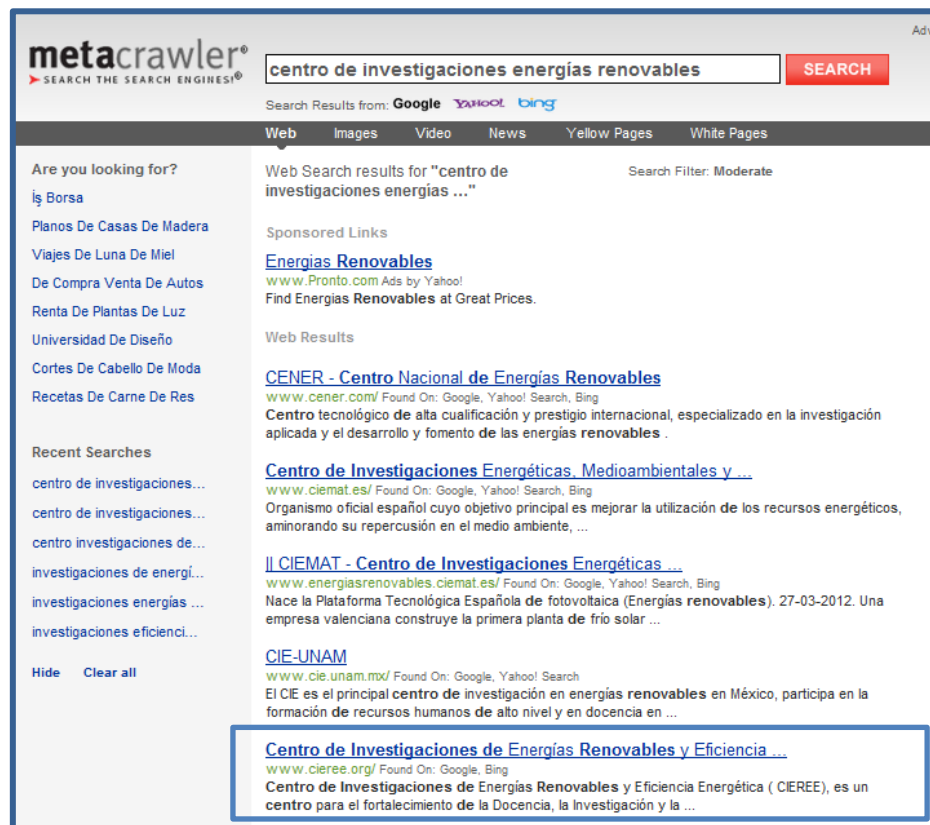 Adv
metacrawler®
SEARCH THE SEARCH ENGINES!®
centro de investigaciones energías renovables
SEARCH
Search Results from: Google YAHOO! bing
Web Images Video News Yellow Pages White Pages
Are you looking for?
İş Borsa
Planos De Casas De Madera
Viajes De Luna De Miel
De Compra Venta De Autos
Renta De Plantas De Luz
Universidad De Diseño
Cortes De Cabello De Moda
Recetas De Carne De Res
Recent Searches
centro de investigaciones...
centro de investigaciones...
centro investigaciones de...
investigaciones de energí...
investigaciones energías ...
investigaciones eficienci...
Hide Clear all
Web Search results for "centro de
investigaciones energías ..."
Search Filter: Moderate
Sponsored Links
Energias Renovables
www.Pronto.com Ads by Yahoo!
Find Energias Renovables at Great Prices.
Web Results
CENER - Centro Nacional de Energías Renovables
www.cener.com/ Found On: Google, Yahoo! Search, Bing
Centro tecnológico de alta cualificación y prestigio internacional, especializado en la investigación
aplicada y el desarrollo y fomento de las energías renovables .
Centro de Investigaciones Energéticas, Medioambientales y ...
www.ciemat.es/ Found On: Google, Yahoo! Search, Bing
Organismo oficial español cuyo objetivo principal es mejorar la utilización de los recursos energéticos,
aminorando su repercusión en el medio ambiente, ...
|| CIEMAT - Centro de Investigaciones Energéticas ...
www.energiasrenovables.ciemat.es/ Found On: Google, Yahoo! Search, Bing
Nace la Plataforma Tecnológica Española de fotovoltaica (Energías renovables). 27-03-2012. Una
empresa valenciana construye la primera planta de frío solar ...
CIE-UNAM
www.cie.unam.mx/ Found On: Google, Yahoo! Search
El CIE es el principal centro de investigación en energías renovables en México, participa en la
formación de recursos humanos de alto nivel y en docencia en ...
Centro de Investigaciones de Energías Renovables y Eficiencia ...
www.cieree.org/ Found On: Google, Bing
Centro de Investigaciones de Energías Renovables y Eficiencia Energética ( CIEREE), es un
centro para el fortalecimiento de la Docencia, la Investigación y la ...